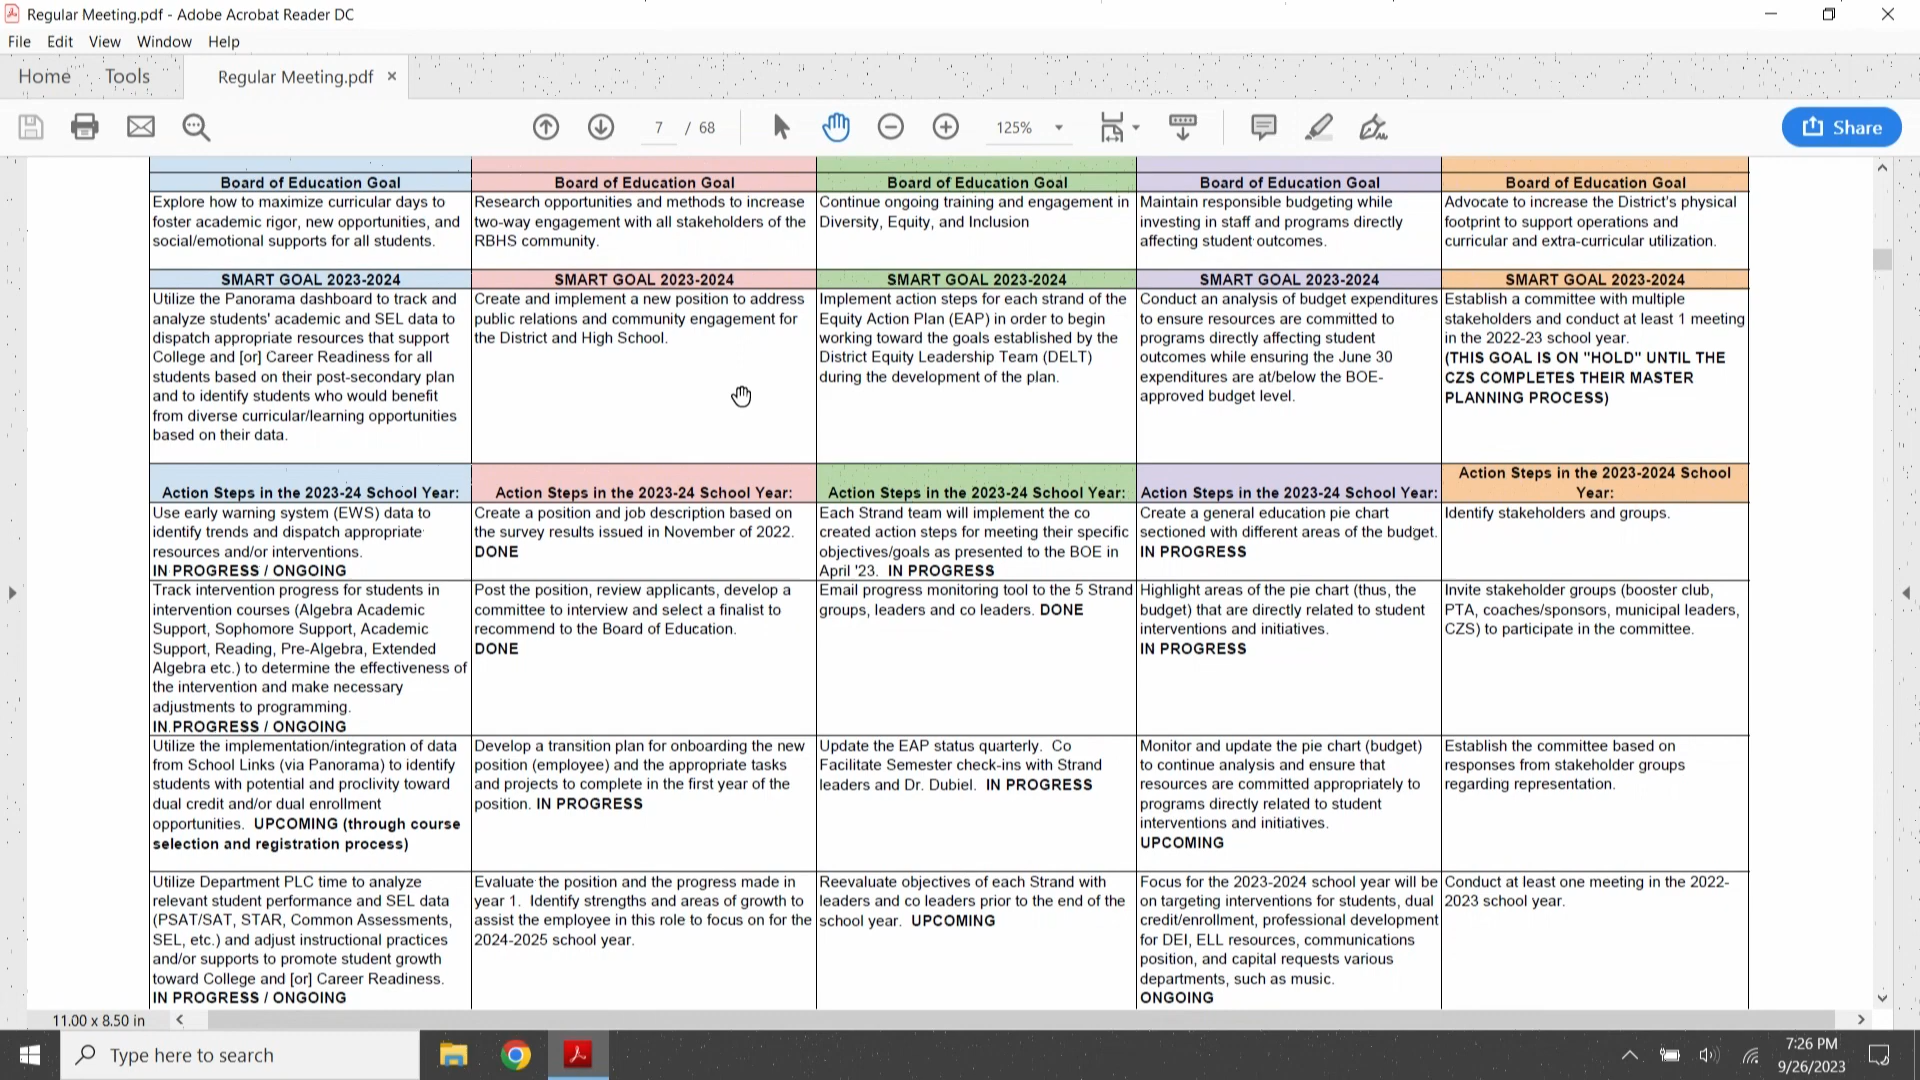 Regular Meeting.pdf - Adobe Acrobat Reader DC
File Edit View Window Help
Home Tools Regular Meeting.pdf ×
7 / 68 125% Share
Board of Education Goal
Explore how to maximize curricular days to
foster academic rigor, new opportunities, and
social/emotional supports for all students.
Board of Education Goal
Research opportunities and methods to increase
two-way engagement with all stakeholders of the
RBHS community.
Board of Education Goal
Continue ongoing training and engagement in
Diversity, Equity, and Inclusion
Board of Education Goal
Maintain responsible budgeting while
investing in staff and programs directly
affecting student outcomes.
Board of Education Goal
Advocate to increase the District's physical
footprint to support operations and
curricular and extra-curricular utilization.
SMART GOAL 2023-2024
Utilize the Panorama dashboard to track and
analyze students' academic and SEL data to
dispatch appropriate resources that support
College and [or] Career Readiness for all
students based on their post-secondary plan
and to identify students who would benefit
from diverse curricular/learning opportunities
based on their data.
SMART GOAL 2023-2024
Create and implement a new position to address
public relations and community engagement for
the District and High School.
SMART GOAL 2023-2024
Implement action steps for each strand of the
Equity Action Plan (EAP) in order to begin
working toward the goals established by the
District Equity Leadership Team (DELT)
during the development of the plan.
SMART GOAL 2023-2024
Conduct an analysis of budget expenditures
to ensure resources are committed to
programs directly affecting student
outcomes while ensuring the June 30
expenditures are at/below the BOE-
approved budget level.
SMART GOAL 2023-2024
Establish a committee with multiple
stakeholders and conduct at least 1 meeting
in the 2022-23 school year.
(THIS GOAL IS ON "HOLD" UNTIL THE
CZS COMPLETES THEIR MASTER
PLANNING PROCESS)
Action Steps in the 2023-24 School Year:
Action Steps in the 2023-24 School Year:
Action Steps in the 2023-24 School Year:
Action Steps in the 2023-24 School Year:
Action Steps in the 2023-2024 School
Year:
Use early warning system (EWS) data to
identify trends and dispatch appropriate
resources and/or interventions.
IN PROGRESS / ONGOING
Create a position and job description based on
the survey results issued in November of 2022.
DONE
Each Strand team will implement the co
created action steps for meeting their specific
objectives/goals as presented to the BOE in
April '23. IN PROGRESS
Create a general education pie chart
sectioned with different areas of the budget.
IN PROGRESS
Identify stakeholders and groups.
Track intervention progress for students in
intervention courses (Algebra Academic
Support, Sophomore Support, Academic
Support, Reading, Pre-Algebra, Extended
Algebra etc.) to determine the effectiveness of
the intervention and make necessary
adjustments to programming.
IN PROGRESS / ONGOING
Post the position, review applicants, develop a
committee to interview and select a finalist to
recommend to the Board of Education.
DONE
Email progress monitoring tool to the 5 Strand
groups, leaders and co leaders. DONE
Highlight areas of the pie chart (thus, the
budget) that are directly related to student
interventions and initiatives.
IN PROGRESS
Invite stakeholder groups (booster club,
PTA, coaches/sponsors, municipal leaders,
CZS) to participate in the committee.
Utilize the implementation/integration of data
from School Links (via Panorama) to identify
students with potential and proclivity toward
dual credit and/or dual enrollment
opportunities. UPCOMING (through course
selection and registration process)
Develop a transition plan for onboarding the new
position (employee) and the appropriate tasks
and projects to complete in the first year of the
position. IN PROGRESS
Update the EAP status quarterly. Co
Facilitate Semester check-ins with Strand
leaders and Dr. Dubiel. IN PROGRESS
Monitor and update the pie chart (budget)
to continue analysis and ensure that
resources are committed appropriately to
programs directly related to student
interventions and initiatives.
UPCOMING
Establish the committee based on
responses from stakeholder groups
regarding representation.
Utilize Department PLC time to analyze
relevant student performance and SEL data
(PSAT/SAT, STAR, Common Assessments,
SEL, etc.) and adjust instructional practices
and/or supports to promote student growth
toward College and [or] Career Readiness.
IN PROGRESS / ONGOING
Evaluate the position and the progress made in
year 1. Identify strengths and areas of growth to
assist the employee in this role to focus on for the
2024-2025 school year.
Reevaluate objectives of each Strand with
leaders and co leaders prior to the end of the
school year. UPCOMING
Focus for the 2023-2024 school year will be
on targeting interventions for students, dual
credit/enrollment, professional development
for DEI, ELL resources, communications
position, and capital requests various
departments, such as music.
ONGOING
Conduct at least one meeting in the 2022-
2023 school year.
11.00 x 8.50 in
Type here to search
7:26 PM
9/26/2023